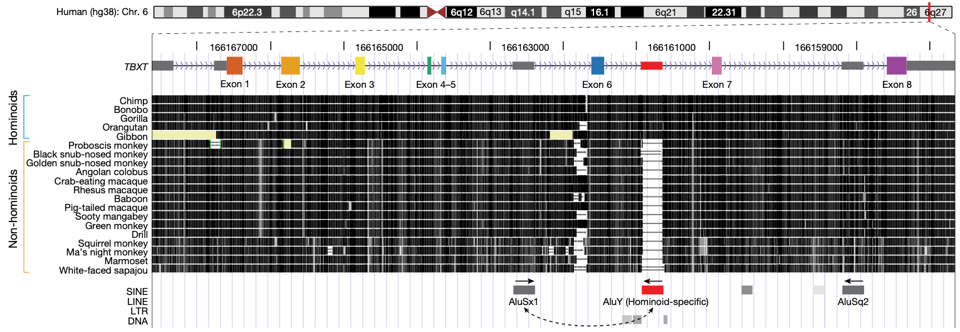 Human (hg38): Chr. 6
6p22.3 6q12 6q13 q14.1 q15 16.1 6q21 22.31 26 6q27
166167000 166165000 166163000 166161000 166159000
TBXT
Exon 1 Exon 2 Exon 3 Exon 4–5 Exon 6 Exon 7 Exon 8
Hominoids
Chimp
Bonobo
Gorilla
Orangutan
Gibbon
Non-hominoids
Proboscis monkey
Black snub-nosed monkey
Golden snub-nosed monkey
Angolan colobus
Crab-eating macaque
Rhesus macaque
Baboon
Pig-tailed macaque
Sooty mangabey
Green monkey
Drill
Squirrel monkey
Ma's night monkey
Marmoset
White-faced sapajou
SINE
LINE AluSx1 AluY (Hominoid-specific) AluSq2
LTR
DNA